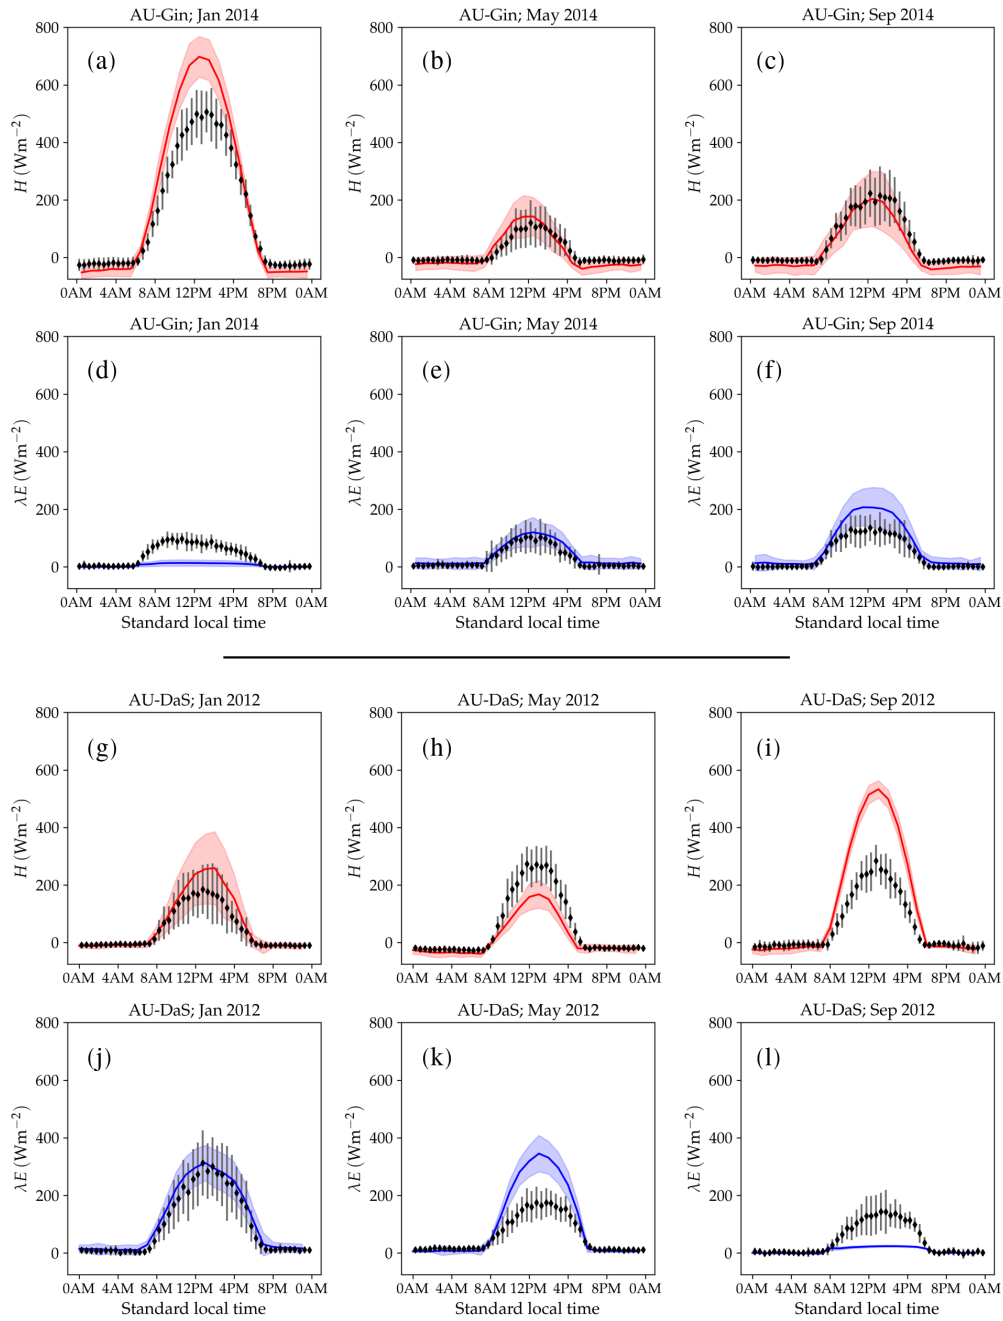 AU-Gin; Jan 2014
AU-Gin; May 2014
AU-Gin; Sep 2014
(a)
(b)
(c)
H (Wm⁻²)
H (Wm⁻²)
H (Wm⁻²)
800
600
400
200
0
800
600
400
200
0
800
600
400
200
0
0AM 4AM 8AM 12PM 4PM 8PM 0AM
0AM 4AM 8AM 12PM 4PM 8PM 0AM
0AM 4AM 8AM 12PM 4PM 8PM 0AM
AU-Gin; Jan 2014
AU-Gin; May 2014
AU-Gin; Sep 2014
(d)
(e)
(f)
λE (Wm⁻²)
λE (Wm⁻²)
λE (Wm⁻²)
800
600
400
200
0
800
600
400
200
0
800
600
400
200
0
0AM 4AM 8AM 12PM 4PM 8PM 0AM
0AM 4AM 8AM 12PM 4PM 8PM 0AM
0AM 4AM 8AM 12PM 4PM 8PM 0AM
Standard local time
Standard local time
Standard local time
AU-DaS; Jan 2012
AU-DaS; May 2012
AU-DaS; Sep 2012
(g)
(h)
(i)
H (Wm⁻²)
H (Wm⁻²)
H (Wm⁻²)
800
600
400
200
0
800
600
400
200
0
800
600
400
200
0
0AM 4AM 8AM 12PM 4PM 8PM 0AM
0AM 4AM 8AM 12PM 4PM 8PM 0AM
0AM 4AM 8AM 12PM 4PM 8PM 0AM
AU-DaS; Jan 2012
AU-DaS; May 2012
AU-DaS; Sep 2012
(j)
(k)
(l)
λE (Wm⁻²)
λE (Wm⁻²)
λE (Wm⁻²)
800
600
400
200
0
800
600
400
200
0
800
600
400
200
0
0AM 4AM 8AM 12PM 4PM 8PM 0AM
0AM 4AM 8AM 12PM 4PM 8PM 0AM
0AM 4AM 8AM 12PM 4PM 8PM 0AM
Standard local time
Standard local time
Standard local time